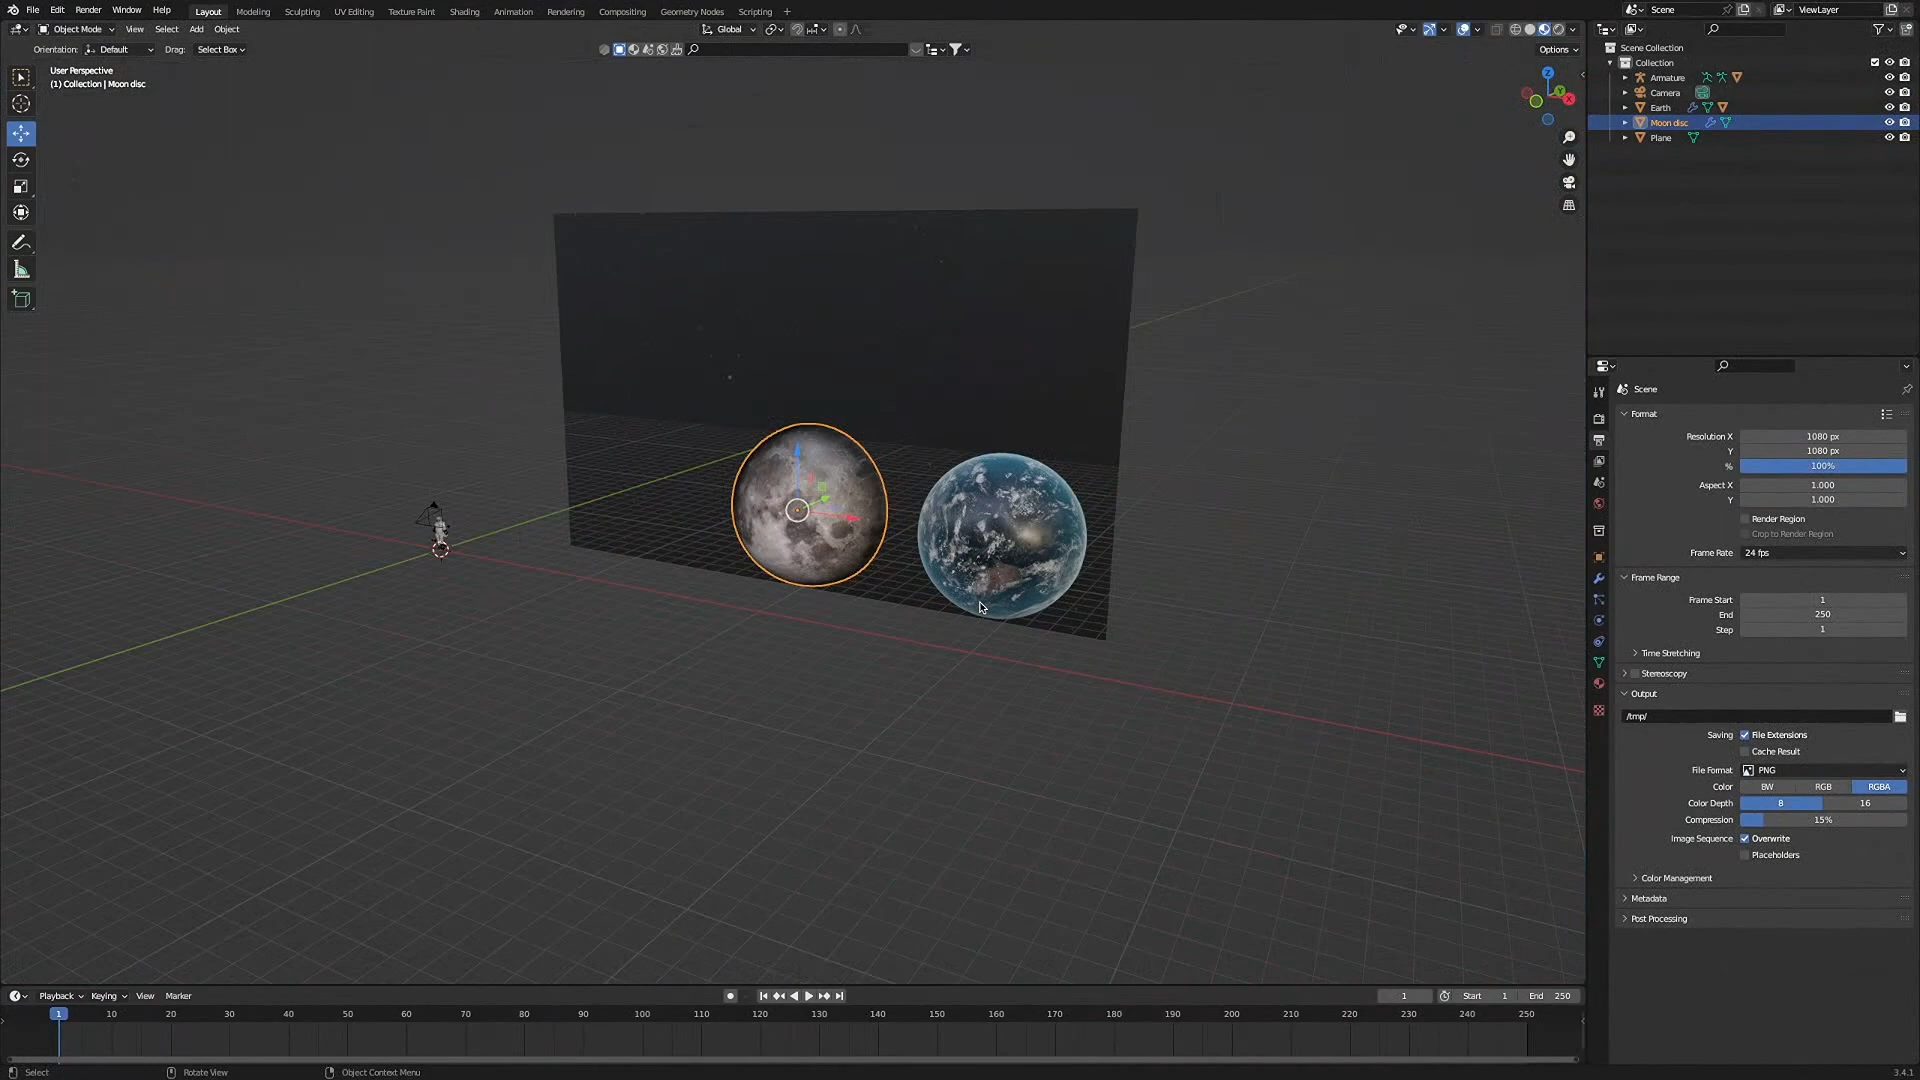 File Edit Render Window Help Layout Modeling Sculpting UV Editing Texture Paint Shading Animation Rendering Compositing Geometry Nodes Scripting + Scene ViewLayer
Object Mode View Select Add Object Global
Orientation: Default Drag: Select Box Options
User Perspective
(1) Collection | Moon disc
Z
Y
X
Scene Collection
Collection
Armature
Camera
Earth
Moon disc
Plane
Scene
Format
Resolution X 1080 px
Y 1080 px
% 100%
Aspect X 1.000
Y 1.000
Render Region
Crop to Render Region
Frame Rate 24 fps
Frame Range
Frame Start 1
End 250
Step 1
Time Stretching
Stereoscopy
Output
/tmp/
Saving File Extensions
Cache Result
File Format PNG
Color BW RGB RGBA
Color Depth 8 16
Compression 15%
Image Sequence Overwrite
Placeholders
Color Management
Metadata
Post Processing
Playback Keying View Marker 1 Start 1 End 250
1 10 20 30 40 50 60 70 80 90 100 110 120 130 140 150 160 170 180 190 200 210 220 230 240 250
Select Rotate View Object Context Menu 3.4.1